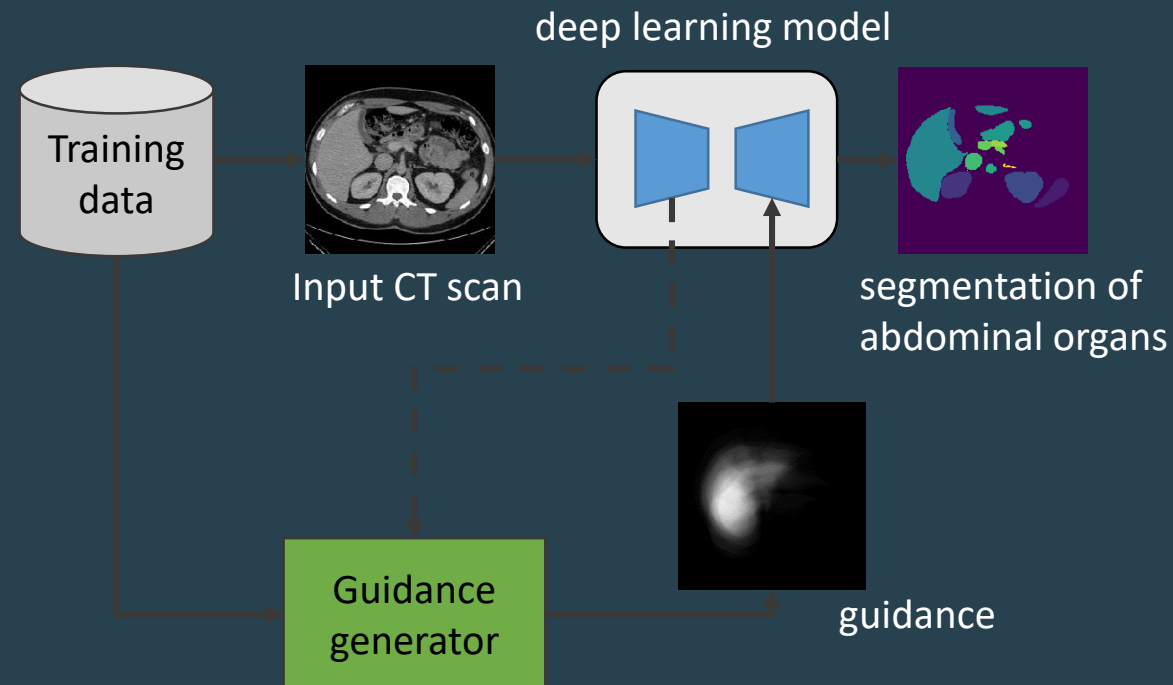 deep learning model
Training
data
Input CT scan
segmentation of
abdominal organs
Guidance
generator
guidance